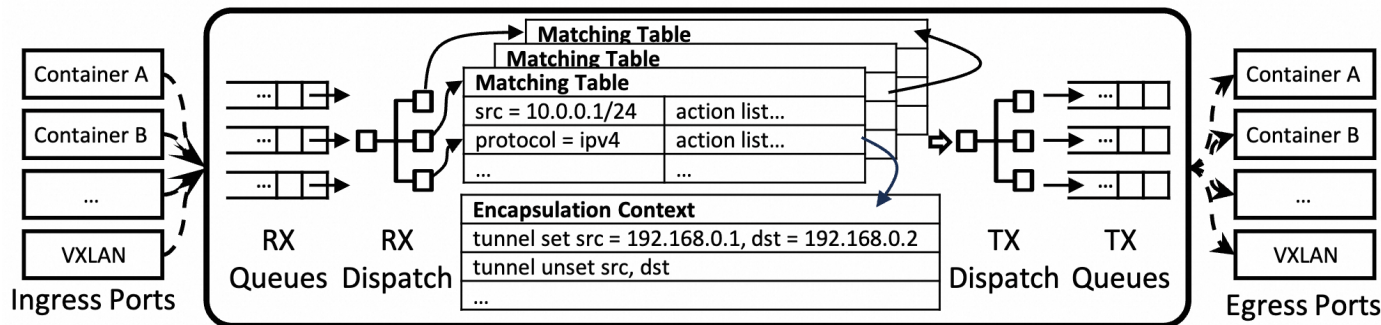 Container A
Container B
...
VXLAN
Ingress Ports
...
...
...
RX
Queues
RX
Dispatch
Matching Table
Matching Table
Matching Table
src = 10.0.0.1/24 action list...
protocol = ipv4 action list...
... ...
Encapsulation Context
tunnel set src = 192.168.0.1, dst = 192.168.0.2
tunnel unset src, dst
...
TX
Dispatch
...
...
...
TX
Queues
Container A
Container B
...
VXLAN
Egress Ports